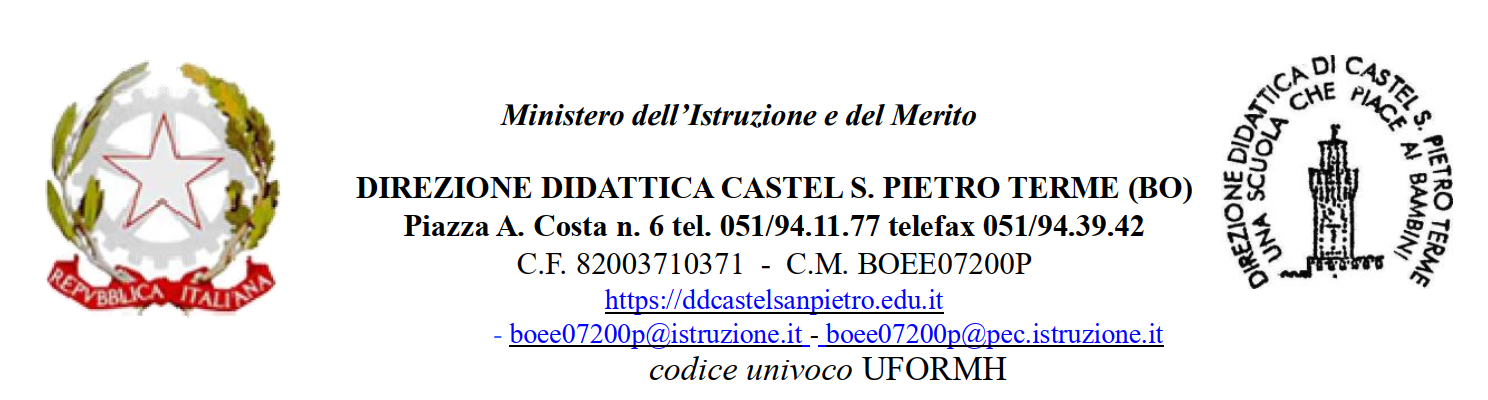 Ministero dell’Istruzione e del Merito
DIREZIONE DIDATTICA CASTEL S. PIETRO TERME (BO)
Piazza A. Costa n. 6 tel. 051/94.11.77 telefax 051/94.39.42
C.F. 82003710371 - C.M. BOEE07200P
https://ddcastelsanpietro.edu.it
- boee07200p@istruzione.it - boee07200p@pec.istruzione.it
codice univoco UFORMH
REPVBBLICA ITALIANA
DIREZIONE DIDATTICA DI CASTEL S. PIETRO TERME
UNA SCUOLA CHE PIACE AI BAMBINI